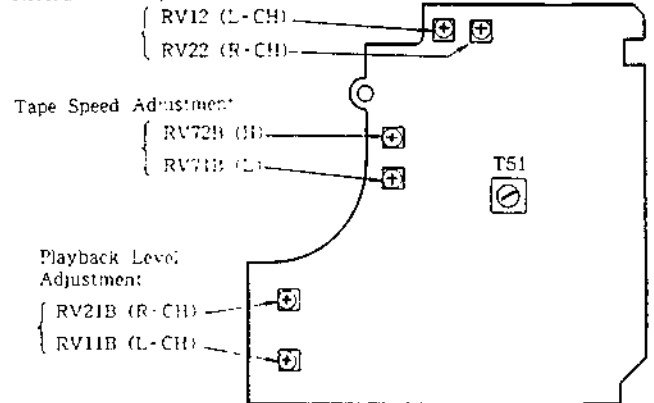 RV12 (L-CH)
RV22 (R-CH)
Tape Speed Adjustment
RV72B (H)
RV71B (L)
T51
Playback Level
Adjustment
RV21B (R-CH)
RV11B (L-CH)